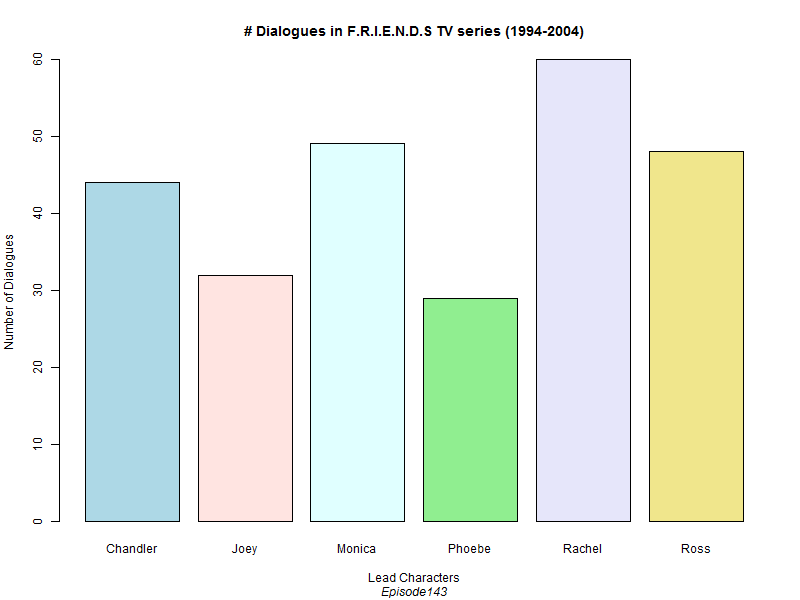 # Dialogues in F.R.I.E.N.D.S TV series (1994-2004)
Number of Dialogues
60
50
40
30
20
10
0
Chandler Joey Monica Phoebe Rachel Ross
Lead Characters
Episode143